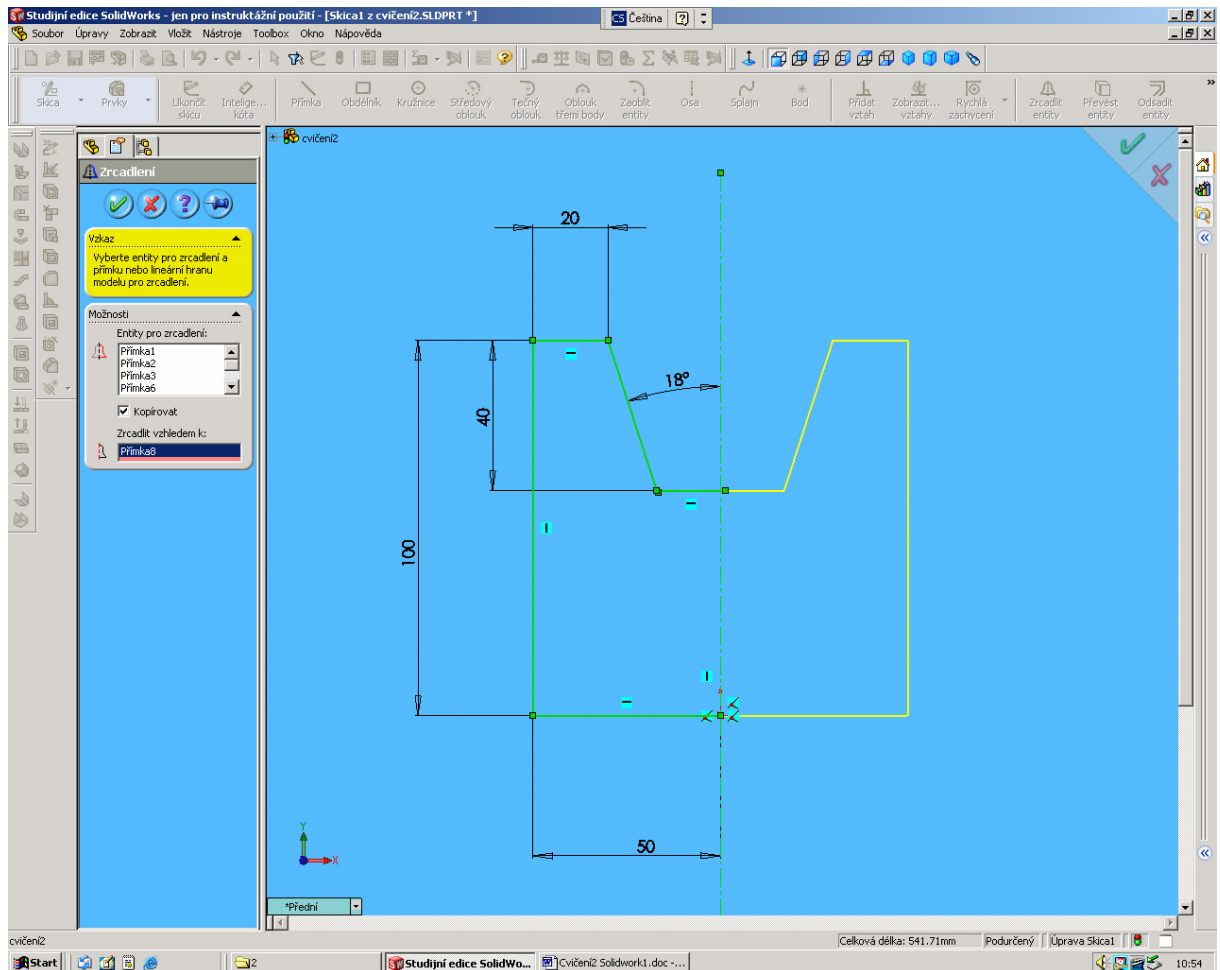 Studijní edice SolidWorks - jen pro instruktážní použití - [Skica1 z cvičení2.SLDPRT *]
CS Čeština
Soubor Úpravy Zobrazit Vložit Nástroje Toolbox Okno Nápověda
Skica Prvky Ukončit skicu Intelige... kóta Přímka Obdélník Kružnice Středový oblouk Tečný oblouk Oblouk třemi body Zaoblit entity Osa Splajn Bod Přidat vztah Zobrazit... vztahy Rychlá zachycení Zrcadlit entity Převést entity Odsadit entity
cvičení2
Zrcadlení
Vzkaz
Vyberte entity pro zrcadlení a
přímku nebo lineární hranu
modelu pro zrcadlení.
Možnosti
Entity pro zrcadlení:
Přímka1
Přímka2
Přímka3
Přímka6
Kopírovat
Zrcadlit vzhledem k:
Přímka8
20
18°
40
100
50
Y
X
*Přední
cvičení2
Celková délka: 541.71mm Podurčený Úprava Skica1
Start 2 Studijní edice SolidWo... Cvičení2 Solidwork1.doc -... 10:54